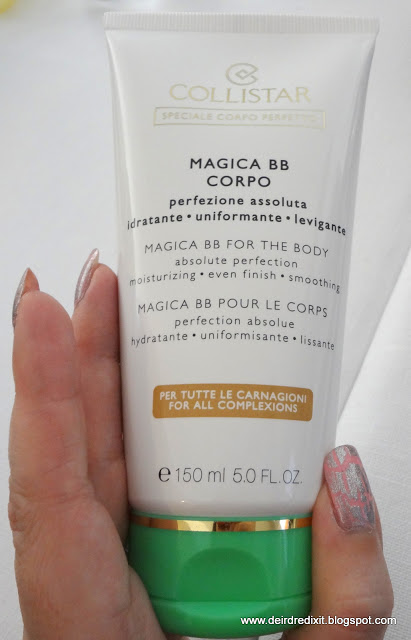 COLLISTAR
SPECIALE CORPO PERFETTO
MAGICA BB
CORPO
perfezione assoluta
idratante • uniformante • levigante
MAGICA BB FOR THE BODY
absolute perfection
moisturizing • even finish • smoothing
MAGICA BB POUR LE CORPS
perfection absolue
hydratante • uniformisante • lissante
PER TUTTE LE CARNAGIONI
FOR ALL COMPLEXIONS
e 150 ml 5.0 FL.OZ.
www.deirdredixit.blogspot.com